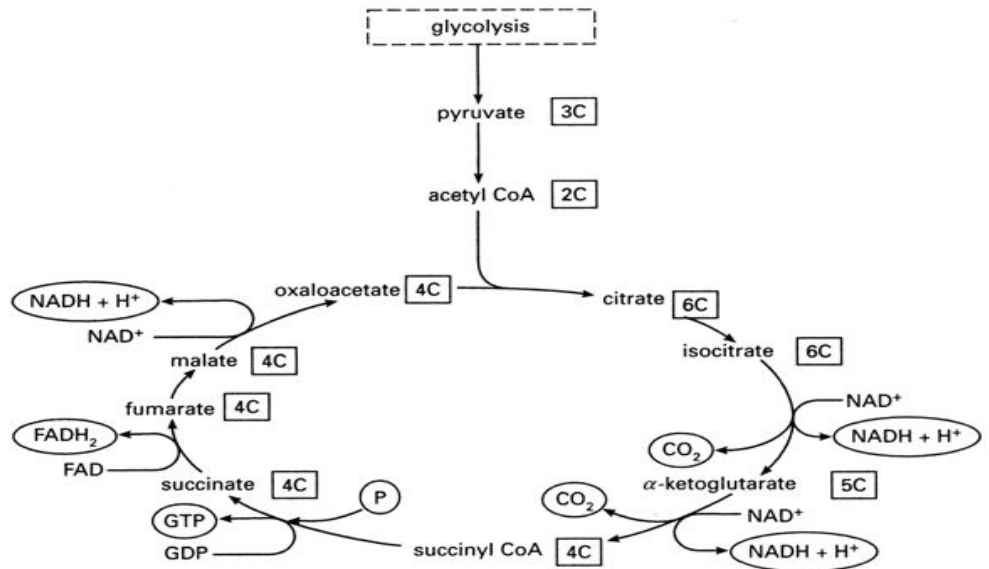 glycolysis
pyruvate 3C
acetyl CoA 2C
oxaloacetate 4C
citrate 6C
NADH + H⁺
NAD⁺
isocitrate 6C
malate 4C
fumarate 4C
NAD⁺
NADH + H⁺
FADH₂
FAD
CO₂
succinate 4C
α-ketoglutarate 5C
P
CO₂
NAD⁺
GTP
GDP
succinyl CoA 4C
NADH + H⁺